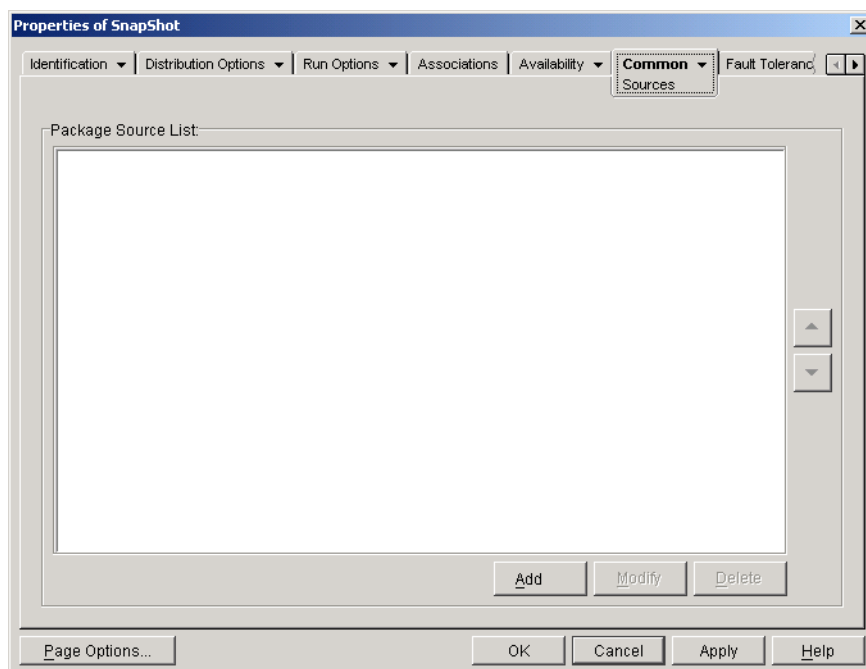 Properties of SnapShot
Identification Distribution Options Run Options Associations Availability Common Fault Toleranc
Sources
Package Source List:
Add Modify Delete
Page Options... OK Cancel Apply Help